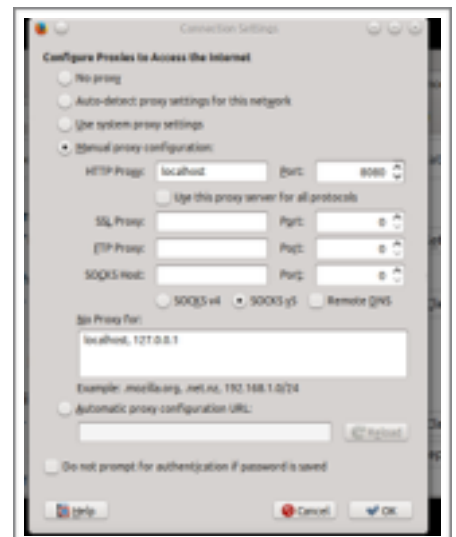 Connection Settings
Configure Proxies to Access the Internet
No proxy
Auto-detect proxy settings for this network
Use system proxy settings
Manual proxy configuration:
HTTP Proxy: localhost Port: 8080
Use this proxy server for all protocols
SSL Proxy: Port: 0
FTP Proxy: Port: 0
SOCKS Host: Port: 0
SOCKS v4 SOCKS v5 Remote DNS
No Proxy for:
localhost, 127.0.0.1
Example: .mozilla.org, .net.nz, 192.168.1.0/24
Automatic proxy configuration URL:
Reload
Do not prompt for authentication if password is saved
Help Cancel OK